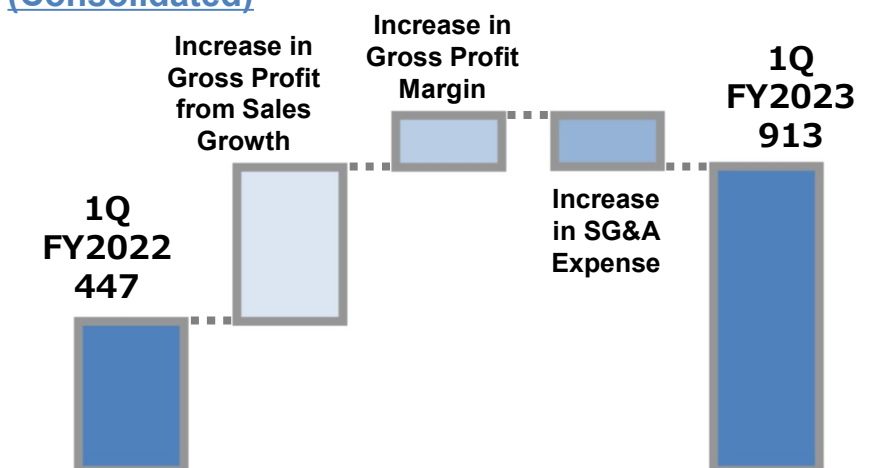 (Consolidated)
Increase in
Gross Profit
from Sales
Growth
Increase in
Gross Profit
Margin
1Q
FY2023
913
1Q
FY2022
447
Increase
in SG&A
Expense